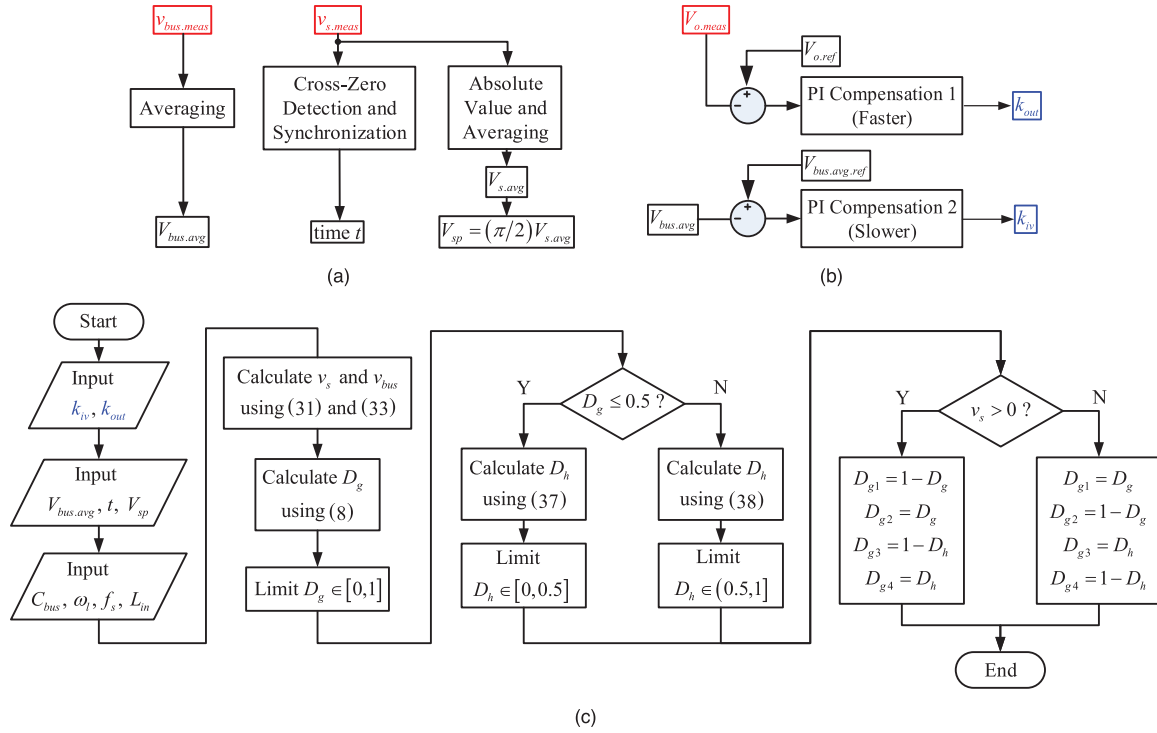 v_bus.meas
Averaging
V_bus.avg
v_s.meas
Cross-Zero
Detection and
Synchronization
time t
Absolute
Value and
Averaging
V_s.avg
V_sp = (π/2)V_s.avg
(a)
V_o.meas
V_o.ref
+
−
PI Compensation 1
(Faster)
k_out
V_bus.avg.ref
V_bus.avg
+
−
PI Compensation 2
(Slower)
k_iv
(b)
Start
Input
k_iv, k_out
Input
V_bus.avg, t, V_sp
Input
C_bus, ω_l, f_s, L_in
Calculate v_s and v_bus
using (31) and (33)
Calculate D_g
using (8)
Limit D_g ∈ [0,1]
D_g ≤ 0.5 ?
Y
N
Calculate D_h
using (37)
Limit
D_h ∈ [0,0.5]
Calculate D_h
using (38)
Limit
D_h ∈ (0.5,1]
v_s > 0 ?
Y
N
D_g1 = 1 − D_g
D_g2 = D_g
D_g3 = 1 − D_h
D_g4 = D_h
D_g1 = D_g
D_g2 = 1 − D_g
D_g3 = D_h
D_g4 = 1 − D_h
End
(c)